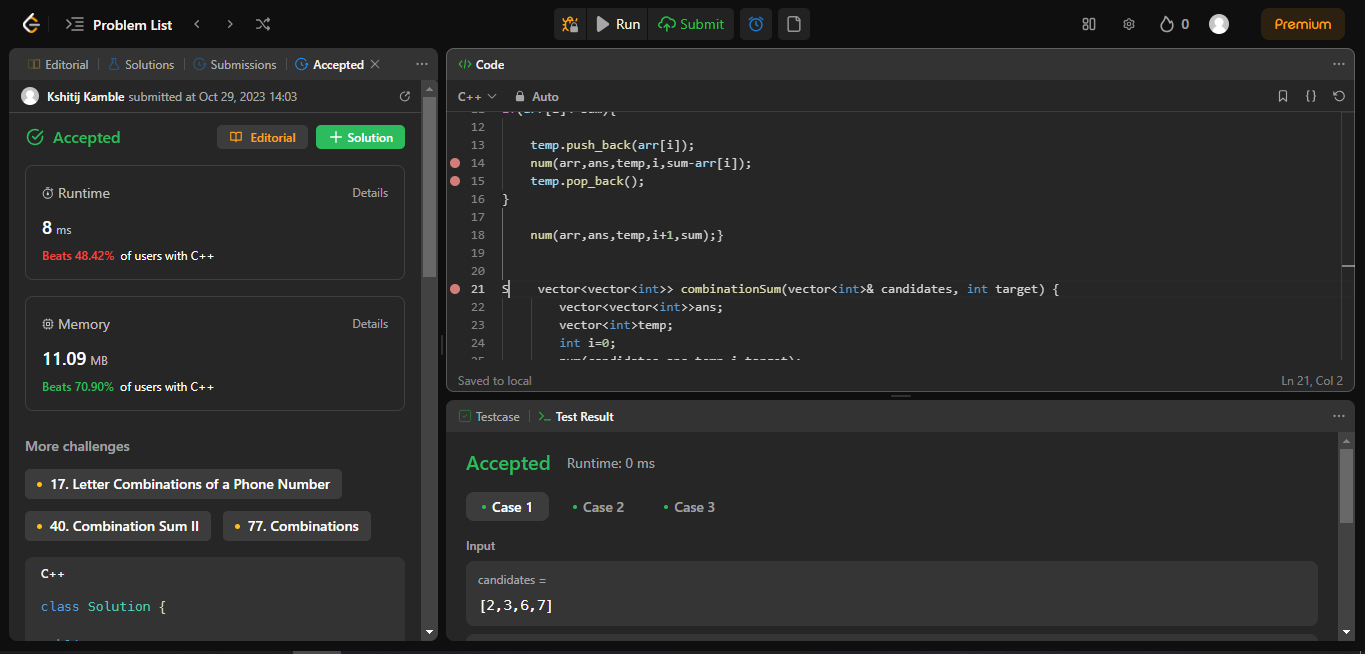 Problem List
Run
Submit
0
Premium
Editorial
Solutions
Submissions
Accepted
Kshitij Kamble submitted at Oct 29, 2023 14:03
Accepted
Editorial
Solution
Runtime
Details
8 ms
Beats 48.42% of users with C++
Memory
Details
11.09 MB
Beats 70.90% of users with C++
More challenges
17. Letter Combinations of a Phone Number
40. Combination Sum II
77. Combinations
C++
class Solution {
Code
C++
Auto
12
13 temp.push_back(arr[i]);
14 num(arr,ans,temp,i,sum-arr[i]);
15 temp.pop_back();
16 }
17
18 num(arr,ans,temp,i+1,sum);}
19
20
21 S vector<vector<int>> combinationSum(vector<int>& candidates, int target) {
22 vector<vector<int>>ans;
23 vector<int>temp;
24 int i=0;
Saved to local
Ln 21, Col 2
Testcase
Test Result
Accepted
Runtime: 0 ms
Case 1
Case 2
Case 3
Input
candidates =
[2,3,6,7]